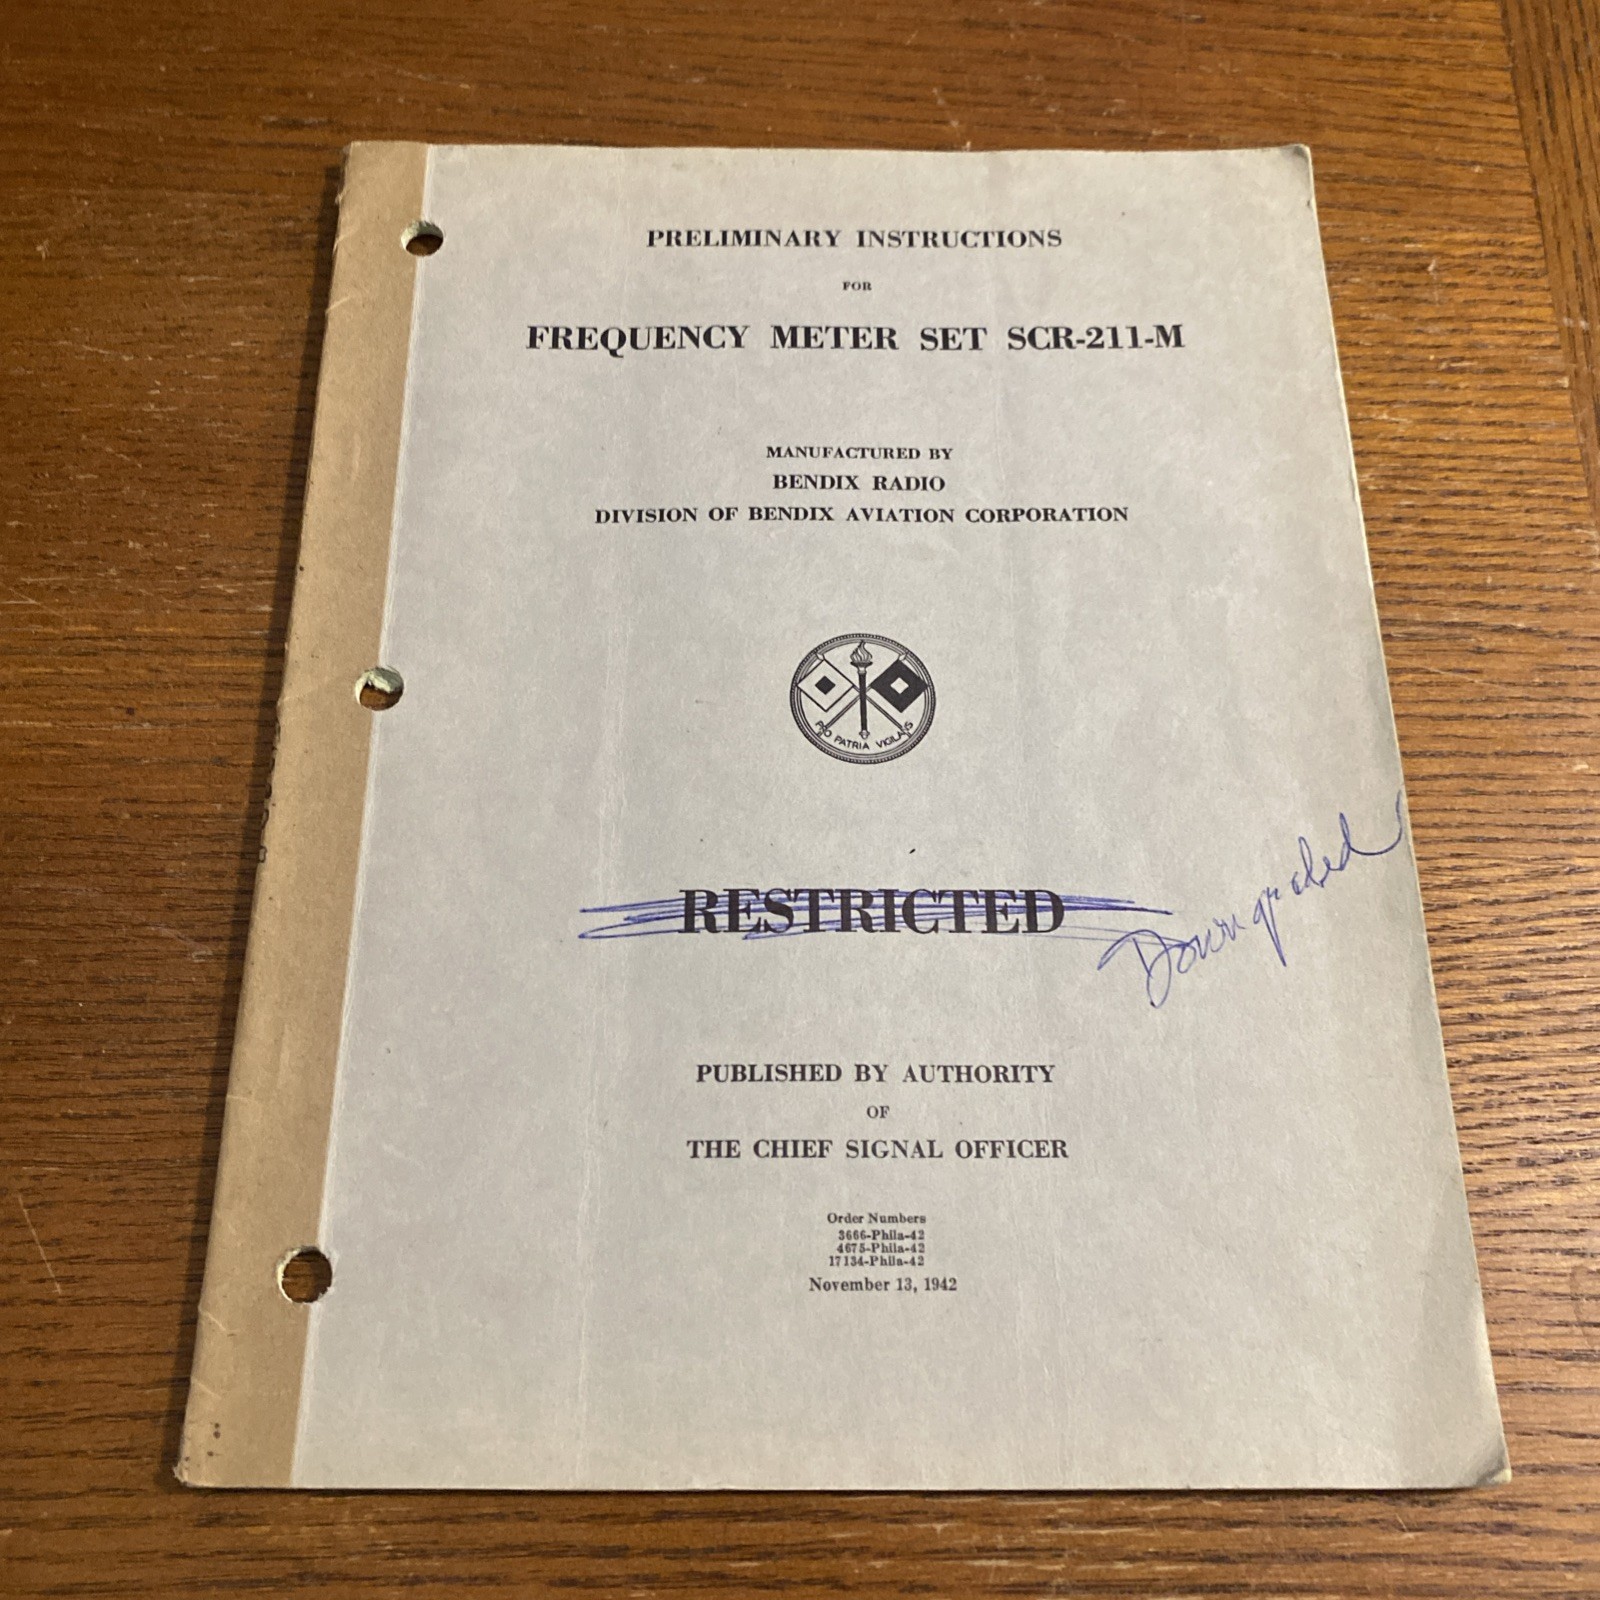 PRELIMINARY INSTRUCTIONS
FOR
FREQUENCY METER SET SCR-211-M
MANUFACTURED BY
BENDIX RADIO
DIVISION OF BENDIX AVIATION CORPORATION
PRO PATRIA VIGILANS
RESTRICTED
Downgraded
PUBLISHED BY AUTHORITY
OF
THE CHIEF SIGNAL OFFICER
Order Numbers
3666-Phila-42
4675-Phila-42
17134-Phila-42
November 13, 1942